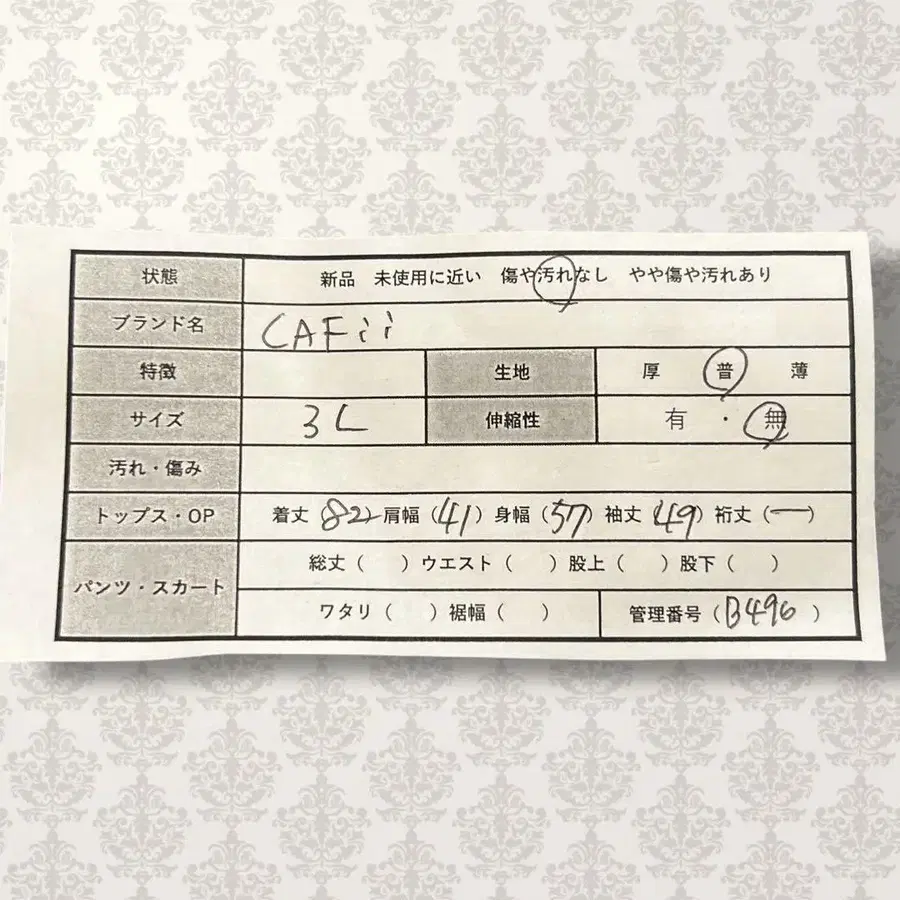 状態 新品 未使用に近い 傷や汚れなし やや傷や汚れあり
ブランド名 CAFii
特徴 生地 厚 普 薄
サイズ 3L 伸縮性 有 ・ 無
汚れ・傷み
トップス・OP 着丈(82) 肩幅(41) 身幅(57) 袖丈(49) 裄丈(ー)
パンツ・スカート 総丈( ) ウエスト( ) 股上( ) 股下( )
ワタリ( ) 裾幅( ) 管理番号(B496)